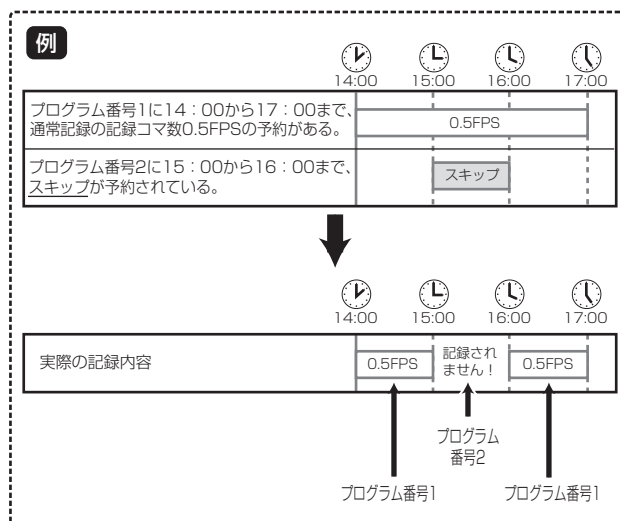 例
14:00 15:00 16:00 17:00
プログラム番号1に14：00から17：00まで、
通常記録の記録コマ数0.5FPSの予約がある。
0.5FPS
プログラム番号2に15：00から16：00まで、
スキップが予約されている。
スキップ
14:00 15:00 16:00 17:00
実際の記録内容
0.5FPS
記録され
ません！
0.5FPS
プログラム
番号2
プログラム番号1 プログラム番号1